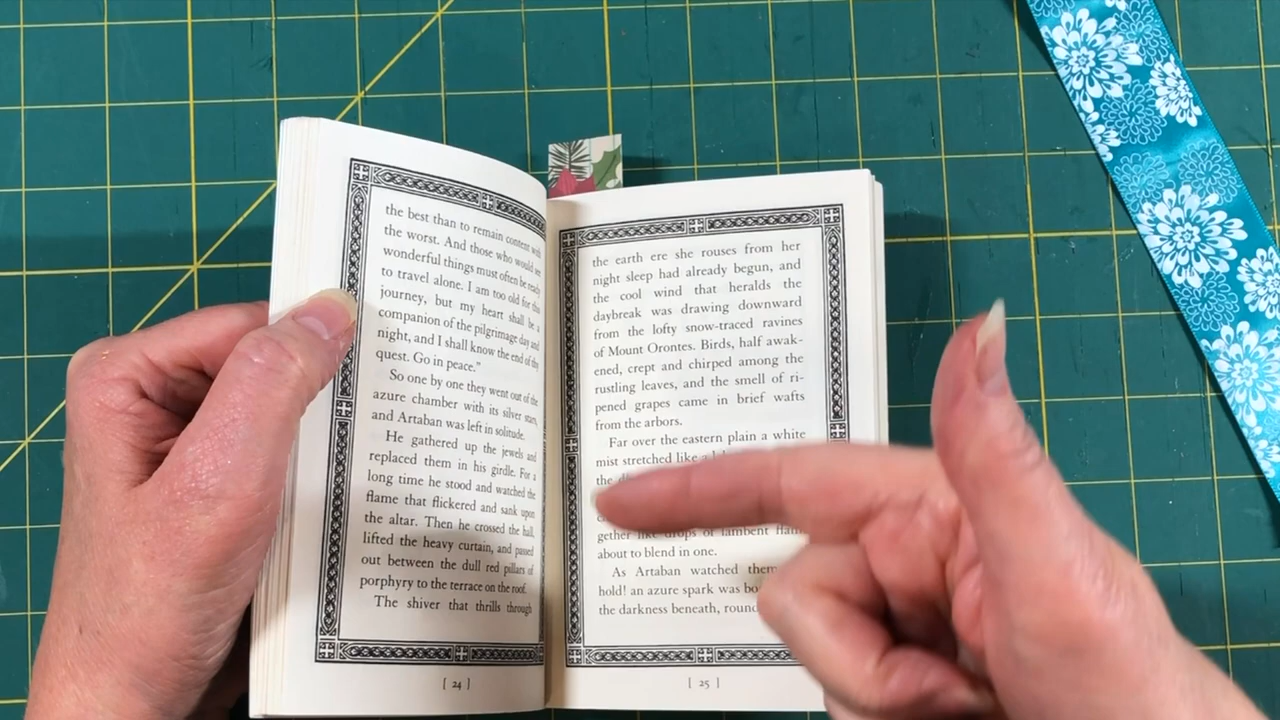 the best than to remain content with
the worst. And those who would see
wonderful things must often be ready
to travel alone. I am too old for this
journey, but my heart shall be a
companion of the pilgrimage day and
night, and I shall know the end of thy
quest. Go in peace."
So one by one they went out of the
azure chamber with its silver stars,
and Artaban was left in solitude.
He gathered up the jewels and
replaced them in his girdle. For a
long time he stood and watched the
flame that flickered and sank upon
the altar. Then he crossed the hall,
lifted the heavy curtain, and passed
out between the dull red pillars of
porphyry to the terrace on the roof.
The shiver that thrills through
[ 24 ]
the earth ere she rouses from her
night sleep had already begun, and
the cool wind that heralds the
daybreak was drawing downward
from the lofty snow-traced ravines
of Mount Orontes. Birds, half awak-
ened, crept and chirped among the
rustling leaves, and the smell of ri-
pened grapes came in brief wafts
from the arbors.
Far over the eastern plain a white
mist stretched like a
the
gether like drops of lambent flam
about to blend in one.
As Artaban watched them
hold! an azure spark was bo
the darkness beneath, round
[ 25 ]